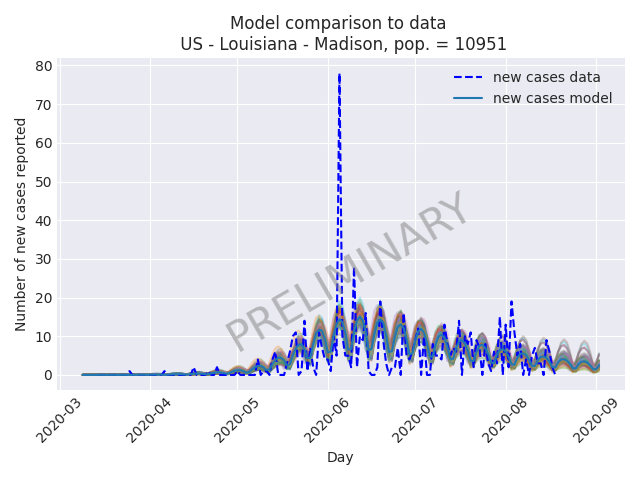 Model comparison to data
US - Louisiana - Madison, pop. = 10951
80
70
60
50
40
30
20
10
0
Number of new cases reported
new cases data
new cases model
PRELIMINARY
2020-03
2020-04
2020-05
2020-06
2020-07
2020-08
2020-09
Day